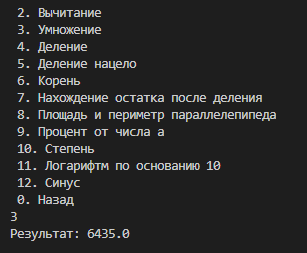 2. Вычитание
3. Умножение
4. Деление
5. Деление нацело
6. Корень
7. Нахождение остатка после деления
8. Площадь и периметр параллелепипеда
9. Процент от числа a
10. Степень
11. Логарифтм по основанию 10
12. Синус
0. Назад
3
Результат: 6435.0